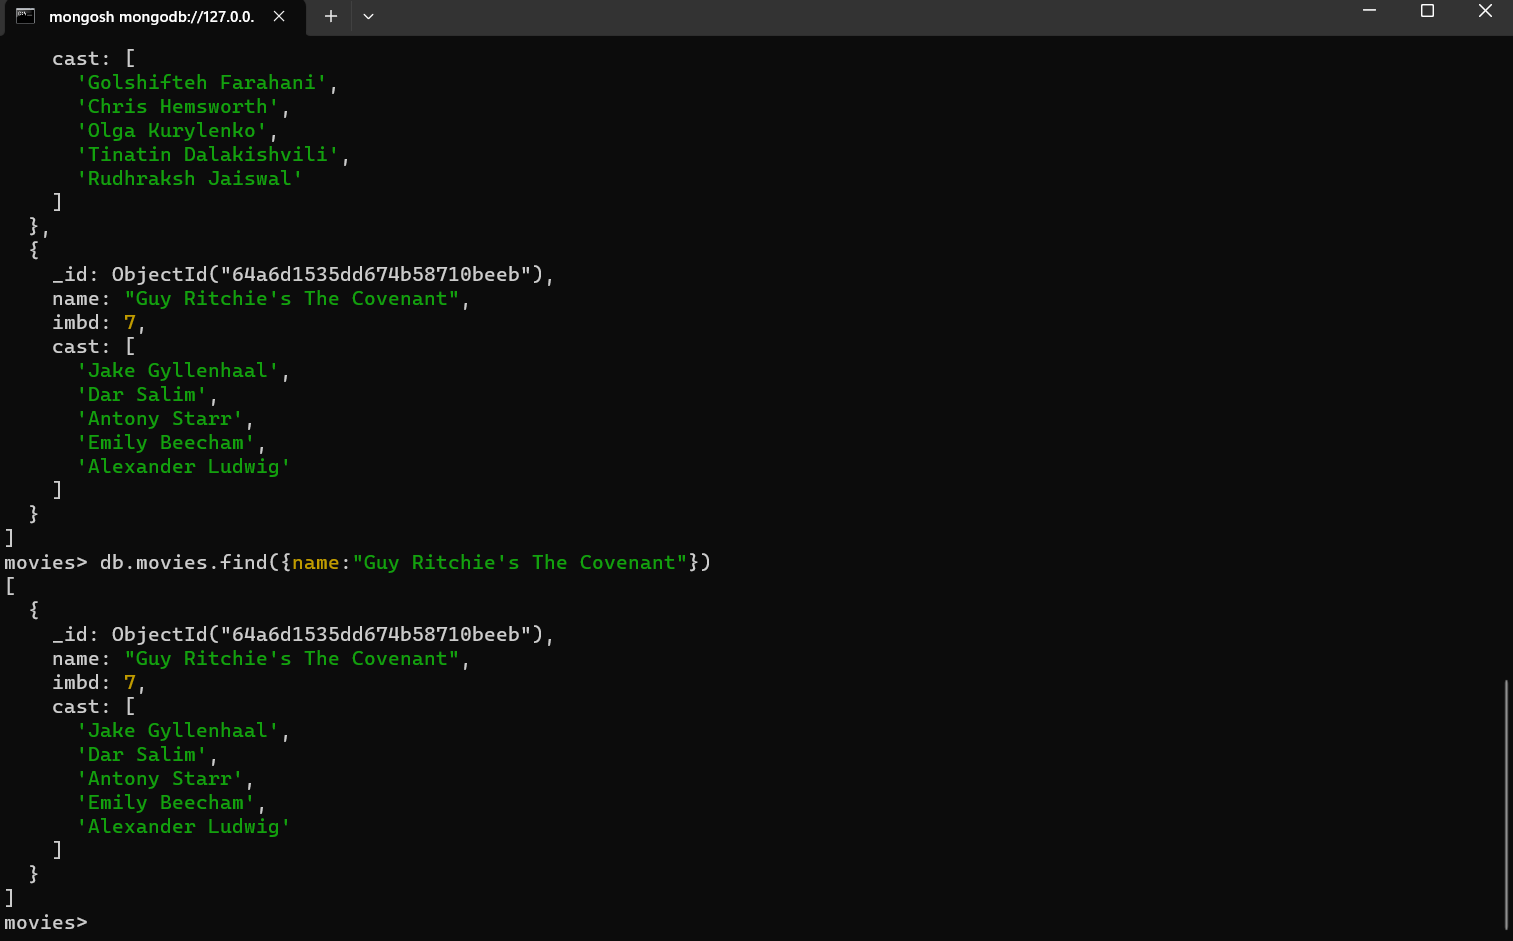 mongosh mongodb://127.0.0.
    cast: [
      'Golshifteh Farahani',
      'Chris Hemsworth',
      'Olga Kurylenko',
      'Tinatin Dalakishvili',
      'Rudhraksh Jaiswal'
    ]
  },
  {
    _id: ObjectId("64a6d1535dd674b58710beeb"),
    name: "Guy Ritchie's The Covenant",
    imbd: 7,
    cast: [
      'Jake Gyllenhaal',
      'Dar Salim',
      'Antony Starr',
      'Emily Beecham',
      'Alexander Ludwig'
    ]
  }
]
movies> db.movies.find({name:"Guy Ritchie's The Covenant"})
[
  {
    _id: ObjectId("64a6d1535dd674b58710beeb"),
    name: "Guy Ritchie's The Covenant",
    imbd: 7,
    cast: [
      'Jake Gyllenhaal',
      'Dar Salim',
      'Antony Starr',
      'Emily Beecham',
      'Alexander Ludwig'
    ]
  }
]
movies>